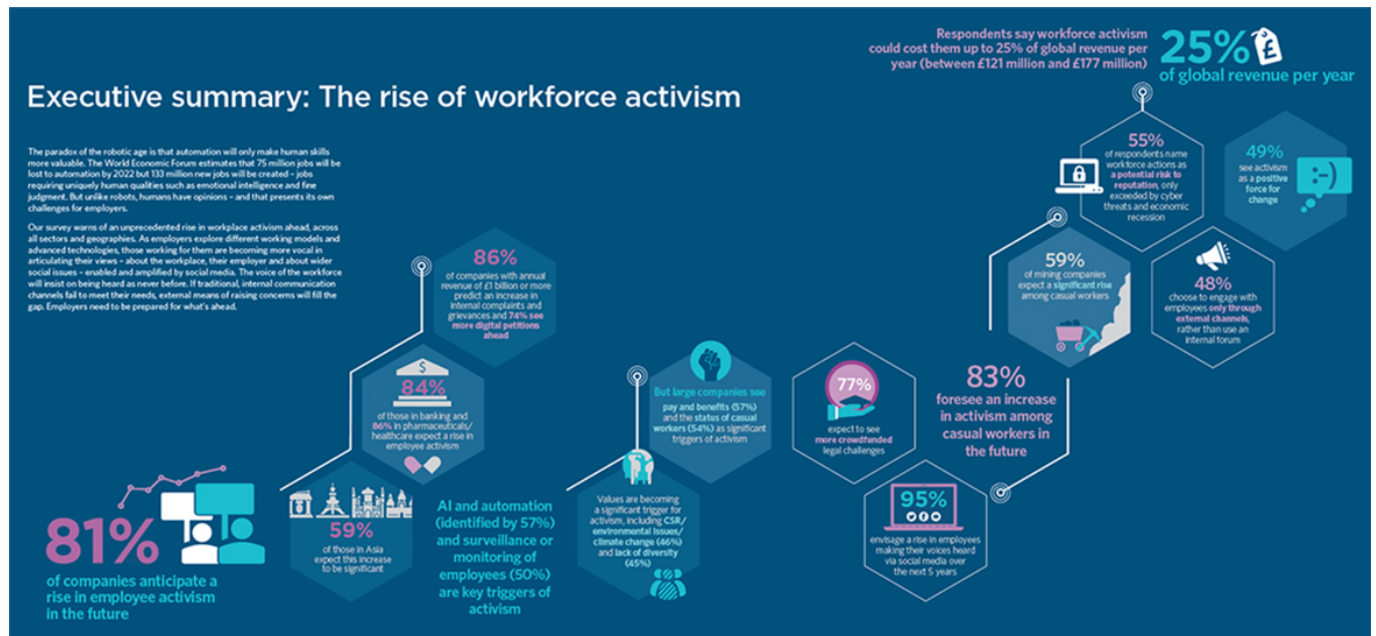 Respondents say workforce activism
could cost them up to 25% of global revenue per
year (between £121 million and £177 million)
25%
£
of global revenue per year
Executive summary: The rise of workforce activism
The paradox of the robotic age is that automation will only make human skills
more valuable. The World Economic Forum estimates that 75 million jobs will be
lost to automation by 2022 but 133 million new jobs will be created – jobs
requiring uniquely human qualities such as emotional intelligence and fine
judgment. But unlike robots, humans have opinions – and that presents its own
challenges for employers.
Our survey warns of an unprecedented rise in workplace activism ahead, across
all sectors and geographies. As employers explore different working models and
advanced technologies, those working for them are becoming more vocal in
articulating their views – about the workplace, their employer and about wider
social issues – enabled and amplified by social media. The voice of the workforce
will insist on being heard as never before. If traditional, internal communication
channels fail to meet their needs, external means of raising concerns will fill the
gap. Employers need to be prepared for what's ahead.
81%
of companies anticipate a
rise in employee activism
in the future
59%
of those in Asia
expect this increase
to be significant
$
84%
of those in banking and
86% in pharmaceuticals/
healthcare expect a rise in
employee activism
86%
of companies with annual
revenue of £1 billion or more
predict an increase in
internal complaints and
grievances and 74% see
more digital petitions
ahead
AI and automation
(identified by 57%)
and surveillance or
monitoring of
employees (50%)
are key triggers of
activism
Values are becoming
a significant trigger for
activism, including CSR/
environmental issues/
climate change (46%)
and lack of diversity
(45%)
But large companies see
pay and benefits (57%)
and the status of casual
workers (54%) as significant
triggers of activism
77%
expect to see
more crowdfunded
legal challenges
95%
envisage a rise in employees
making their voices heard
via social media over
the next 5 years
83%
foresee an increase
in activism among
casual workers in
the future
59%
of mining companies
expect a significant rise
among casual workers
55%
of respondents name
workforce actions as
a potential risk to
reputation, only
exceeded by cyber
threats and economic
recession
48%
choose to engage with
employees only through
external channels,
rather than use an
internal forum
49%
see activism
as a positive
force for
change
:-)